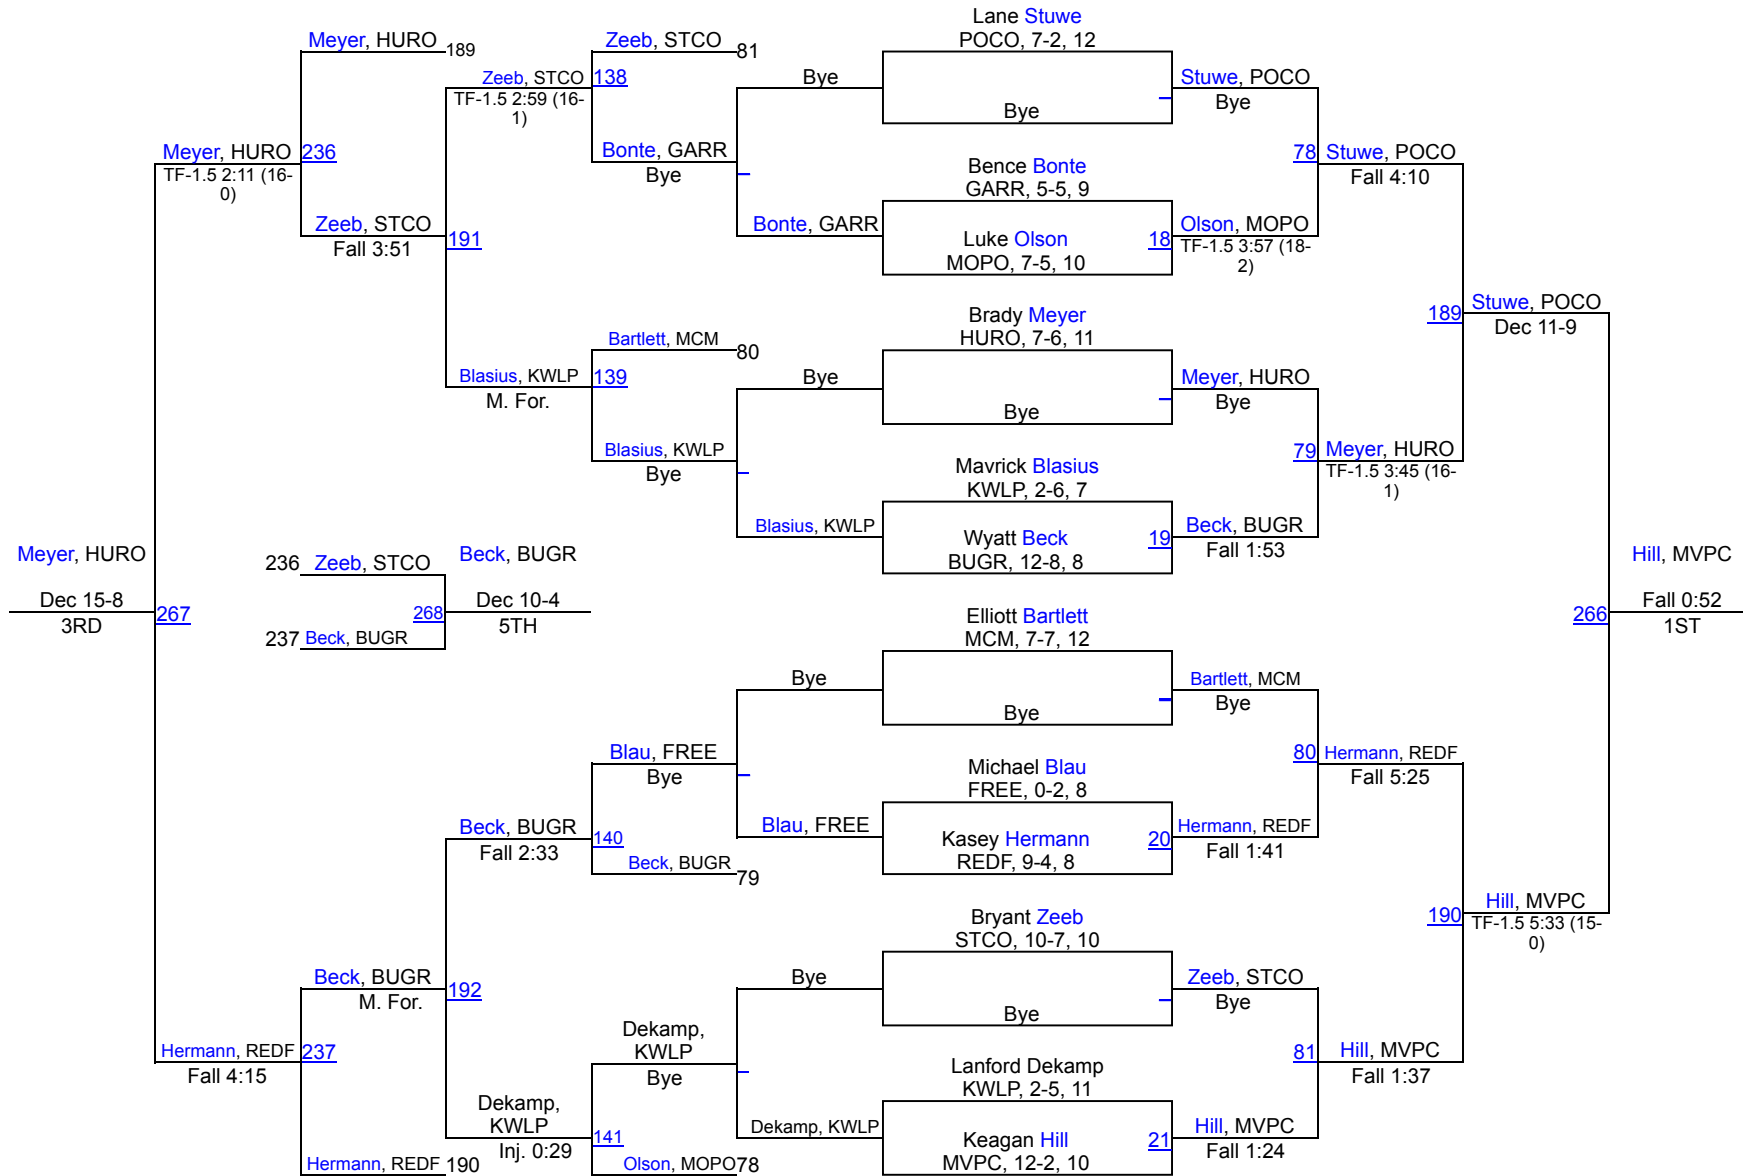 Lane Stuwe
POCO, 7-2, 12
Meyer, HURO 189
Zeeb, STCO 81
Zeeb, STCO 138
TF-1.5 2:59 (16-
1)
Bye
Bye
Stuwe, POCO
Bye
Meyer, HURO 236
TF-1.5 2:11 (16-
0)
Bonte, GARR
Bye
Bence Bonte
GARR, 5-5, 9
78 Stuwe, POCO
Fall 4:10
Zeeb, STCO
Fall 3:51
191
Bonte, GARR
Luke Olson 18
MOPO, 7-5, 10
Olson, MOPO
TF-1.5 3:57 (18-
2)
Brady Meyer
HURO, 7-6, 11
189 Stuwe, POCO
Dec 11-9
Bartlett, MCM 80
Blasius, KWLP 139
M. For.
Bye
Bye
Meyer, HURO
Bye
Blasius, KWLP
Bye
Mavrick Blasius
KWLP, 2-6, 7
79 Meyer, HURO
TF-1.5 3:45 (16-
1)
Blasius, KWLP
Wyatt Beck 19
BUGR, 12-8, 8
Beck, BUGR
Fall 1:53
Meyer, HURO
Dec 15-8
3RD
267
236 Zeeb, STCO
237 Beck, BUGR
268
Beck, BUGR
Dec 10-4
5TH
Hill, MVPC
266 Fall 0:52
1ST
Elliott Bartlett
MCM, 7-7, 12
Bye
Bye
Bartlett, MCM
Bye
Blau, FREE
Bye
Michael Blau
FREE, 0-2, 8
80 Hermann, REDF
Fall 5:25
Beck, BUGR
Fall 2:33
140
Beck, BUGR 79
Blau, FREE
Kasey Hermann 20
REDF, 9-4, 8
Hermann, REDF
Fall 1:41
Bryant Zeeb
STCO, 10-7, 10
190 Hill, MVPC
TF-1.5 5:33 (15-
0)
Beck, BUGR
M. For.
192
Bye
Bye
Zeeb, STCO
Bye
Hermann, REDF 237
Fall 4:15
Dekamp,
KWLP
Bye
Lanford Dekamp
KWLP, 2-5, 11
81 Hill, MVPC
Fall 1:37
Dekamp,
KWLP
Inj. 0:29
141
Dekamp, KWLP
Keagan Hill 21
MVPC, 12-2, 10
Hill, MVPC
Fall 1:24
Hermann, REDF 190
Olson, MOPO 78